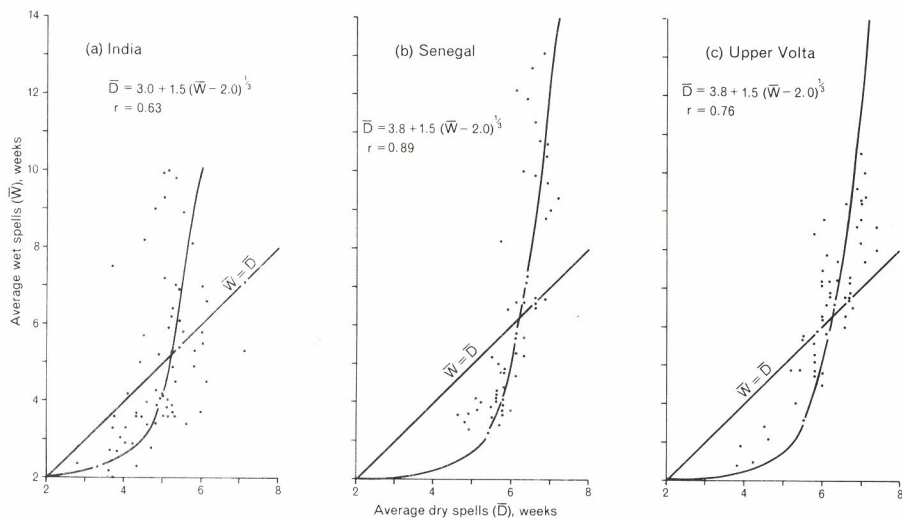 14
12
10
8
6
4
2
Average wet spells (W̅), weeks
(a) India
D̅ = 3.0 + 1.5 (W̅ − 2.0)^⅓
r = 0.63
W̅ = D̅
2 4 6 8
(b) Senegal
D̅ = 3.8 + 1.5 (W̅ − 2.0)^⅓
r = 0.89
W̅ = D̅
2 4 6 8
(c) Upper Volta
D̅ = 3.8 + 1.5 (W̅ − 2.0)^⅓
r = 0.76
W̅ = D̅
2 4 6 8
Average dry spells (D̅), weeks